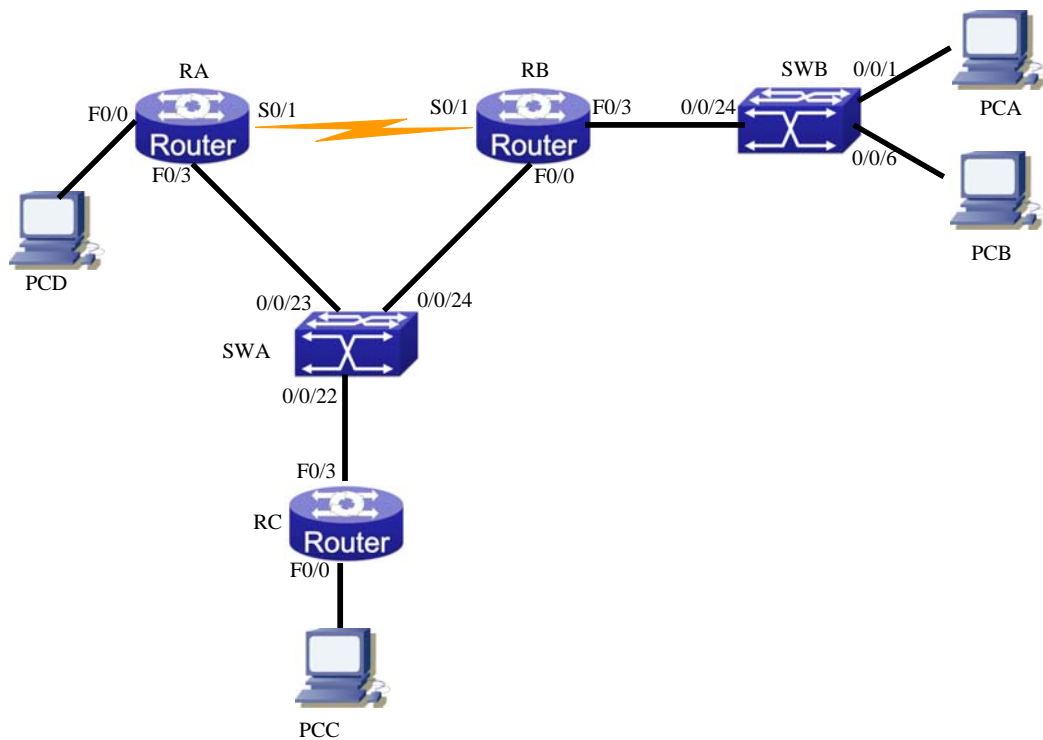 RA
RB
SWB
0/0/1
PCA
F0/0
S0/1
S0/1
F0/3
0/0/24
Router
Router
F0/3
F0/0
0/0/6
PCD
PCB
0/0/23
0/0/24
SWA
0/0/22
F0/3
RC
Router
F0/0
PCC